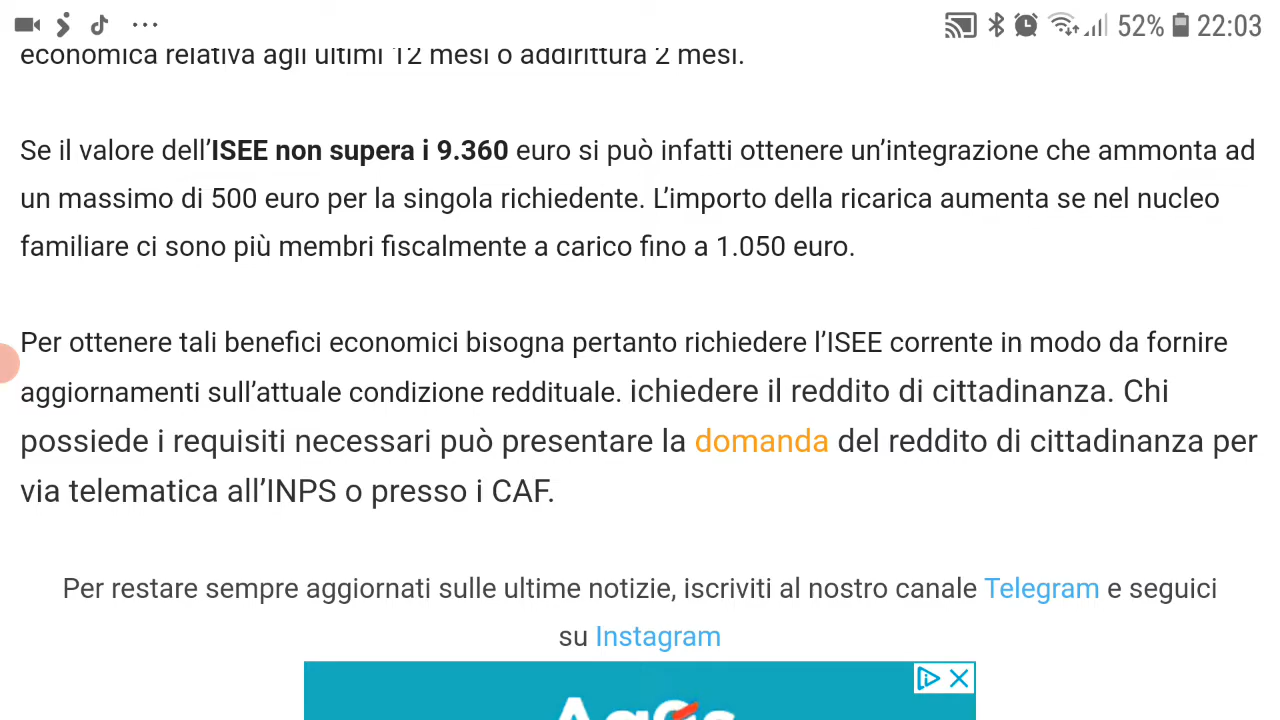 52% 22:03
economica relativa agli ultimi 12 mesi o addirittura 2 mesi.
Se il valore dell’ISEE non supera i 9.360 euro si può infatti ottenere un’integrazione che ammonta ad
un massimo di 500 euro per la singola richiedente. L’importo della ricarica aumenta se nel nucleo
familiare ci sono più membri fiscalmente a carico fino a 1.050 euro.
Per ottenere tali benefici economici bisogna pertanto richiedere l’ISEE corrente in modo da fornire
aggiornamenti sull’attuale condizione reddituale. ichiedere il reddito di cittadinanza. Chi
possiede i requisiti necessari può presentare la domanda del reddito di cittadinanza per
via telematica all’INPS o presso i CAF.
Per restare sempre aggiornati sulle ultime notizie, iscriviti al nostro canale Telegram e seguici
su Instagram